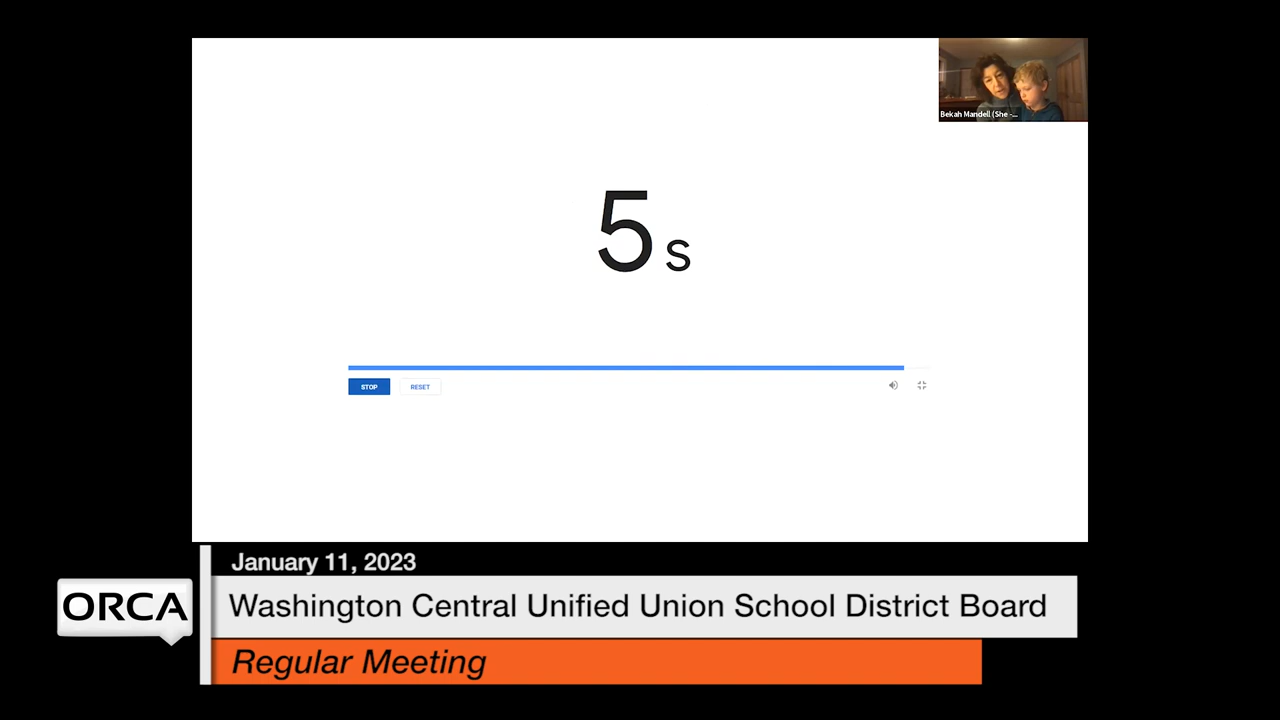 Bekah Mandell (She -...
5 s
STOP
RESET
January 11, 2023
ORCA
Washington Central Unified Union School District Board
Regular Meeting